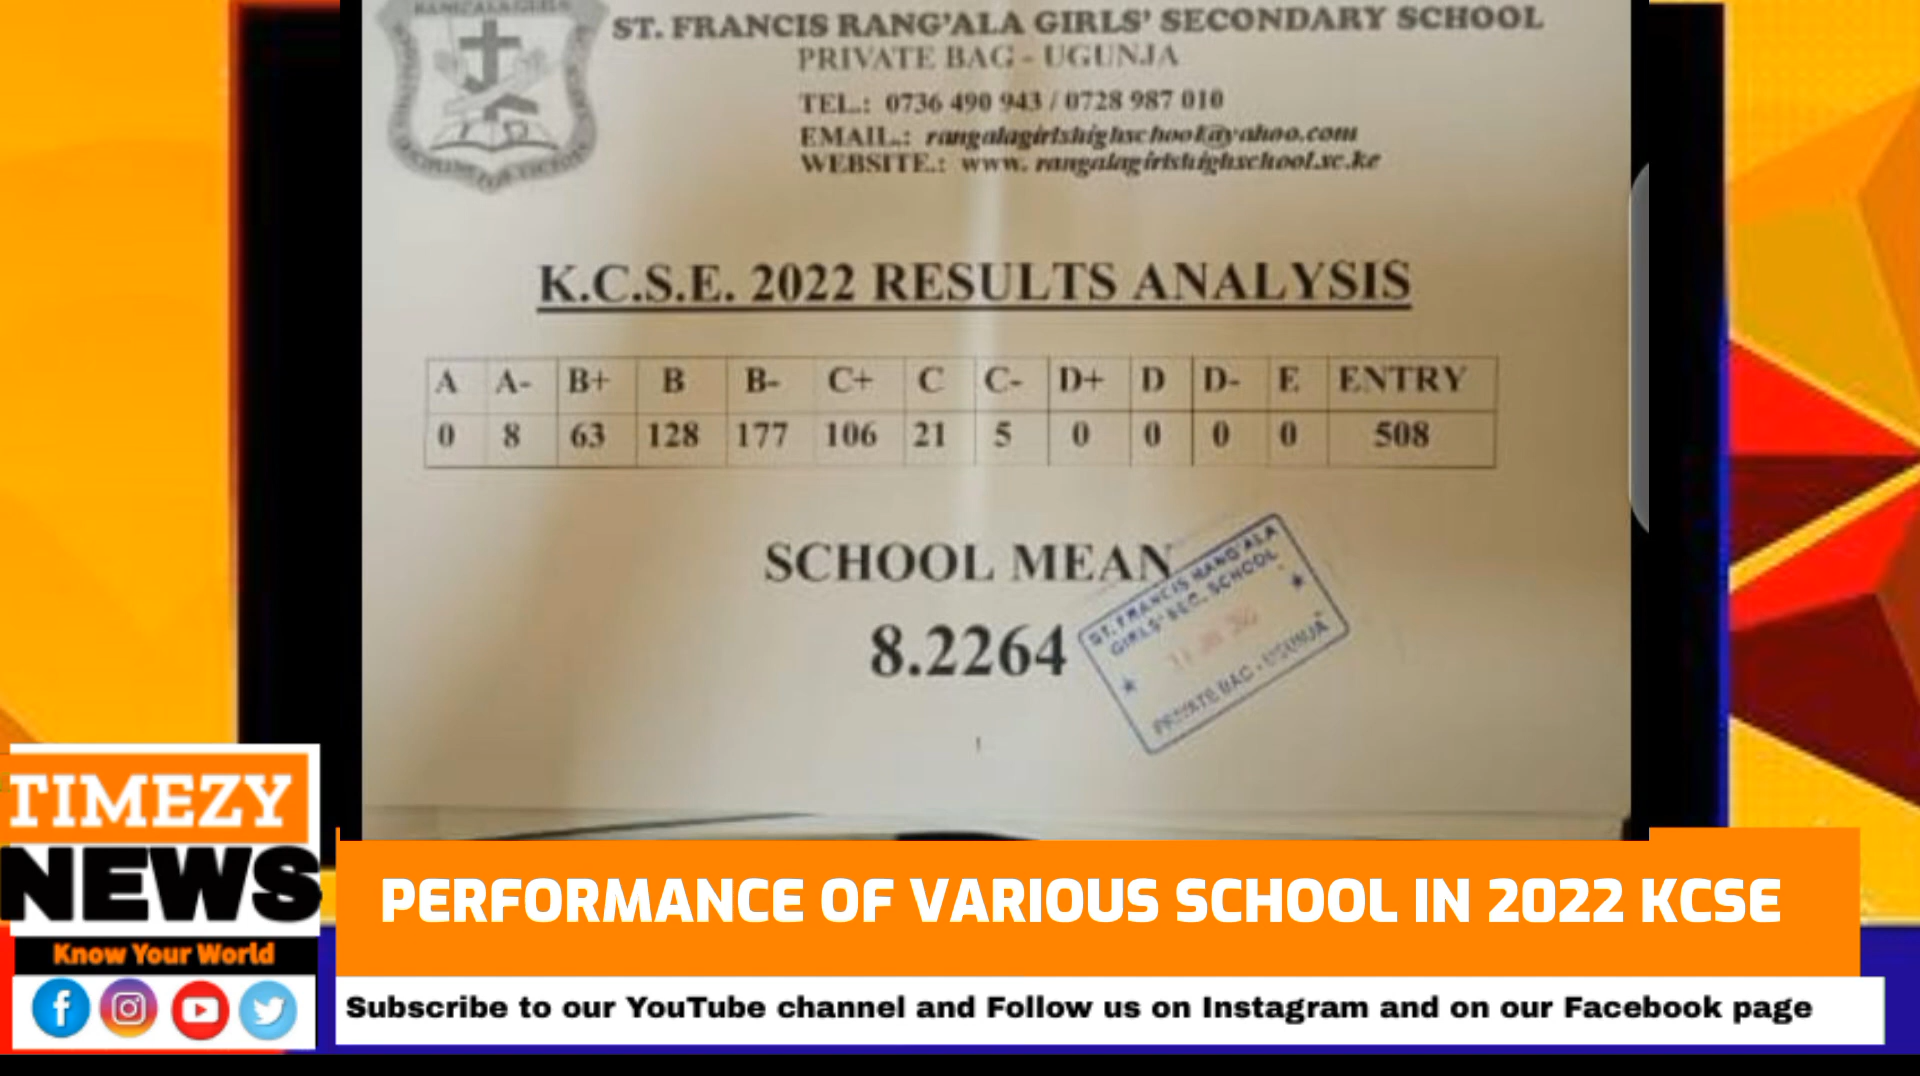 RANG'ALA GIRLS
ST. FRANCIS RANG'ALA GIRLS' SECONDARY SCHOOL
PRIVATE BAG - UGUNJA
TEL.: 0736 490 943 / 0728 987 010
EMAIL.: rangalagirlshighschool@yahoo.com
WEBSITE.: www. rangalagirlshighschool.sc.ke
K.C.S.E. 2022 RESULTS ANALYSIS
A A- B+ B B- C+ C C- D+ D D- E ENTRY
0 8 63 128 177 106 21 5 0 0 0 0 508
SCHOOL MEAN
8.2264
ST. FRANCIS RANG'ALA
GIRLS' SEC. SCHOOL
PRIVATE BAG - UGUNJA
TIMEZY
NEWS
Know Your World
PERFORMANCE OF VARIOUS SCHOOL IN 2022 KCSE
Subscribe to our YouTube channel and Follow us on Instagram and on our Facebook page